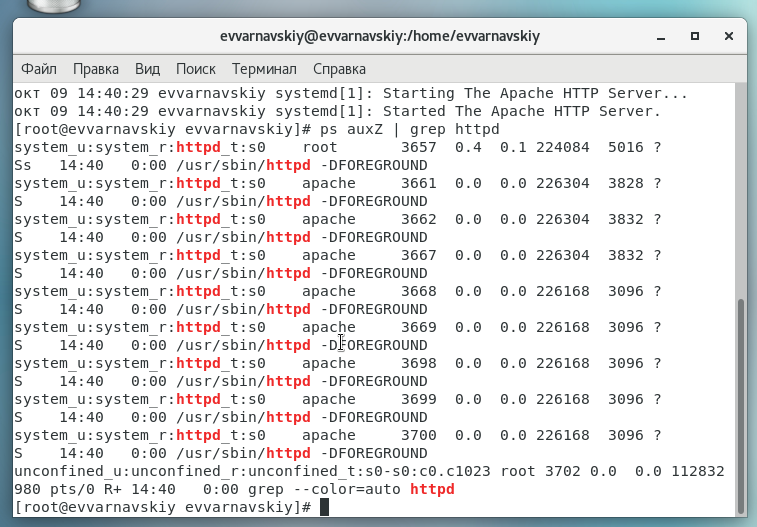 evvarnavskiy@evvarnavskiy:/home/evvarnavskiy
Файл Правка Вид Поиск Терминал Справка
окт 09 14:40:29 evvarnavskiy systemd[1]: Starting The Apache HTTP Server...
окт 09 14:40:29 evvarnavskiy systemd[1]: Started The Apache HTTP Server.
[root@evvarnavskiy evvarnavskiy]# ps auxZ | grep httpd
system_u:system_r:httpd_t:s0    root       3657  0.4  0.1 224084  5016 ?
Ss   14:40   0:00 /usr/sbin/httpd -DFOREGROUND
system_u:system_r:httpd_t:s0    apache     3661  0.0  0.0 226304  3828 ?
S    14:40   0:00 /usr/sbin/httpd -DFOREGROUND
system_u:system_r:httpd_t:s0    apache     3662  0.0  0.0 226304  3832 ?
S    14:40   0:00 /usr/sbin/httpd -DFOREGROUND
system_u:system_r:httpd_t:s0    apache     3667  0.0  0.0 226304  3832 ?
S    14:40   0:00 /usr/sbin/httpd -DFOREGROUND
system_u:system_r:httpd_t:s0    apache     3668  0.0  0.0 226168  3096 ?
S    14:40   0:00 /usr/sbin/httpd -DFOREGROUND
system_u:system_r:httpd_t:s0    apache     3669  0.0  0.0 226168  3096 ?
S    14:40   0:00 /usr/sbin/httpd -DFOREGROUND
system_u:system_r:httpd_t:s0    apache     3698  0.0  0.0 226168  3096 ?
S    14:40   0:00 /usr/sbin/httpd -DFOREGROUND
system_u:system_r:httpd_t:s0    apache     3699  0.0  0.0 226168  3096 ?
S    14:40   0:00 /usr/sbin/httpd -DFOREGROUND
system_u:system_r:httpd_t:s0    apache     3700  0.0  0.0 226168  3096 ?
S    14:40   0:00 /usr/sbin/httpd -DFOREGROUND
unconfined_u:unconfined_r:unconfined_t:s0-s0:c0.c1023 root 3702 0.0  0.0 112832
980 pts/0 R+ 14:40   0:00 grep --color=auto httpd
[root@evvarnavskiy evvarnavskiy]#